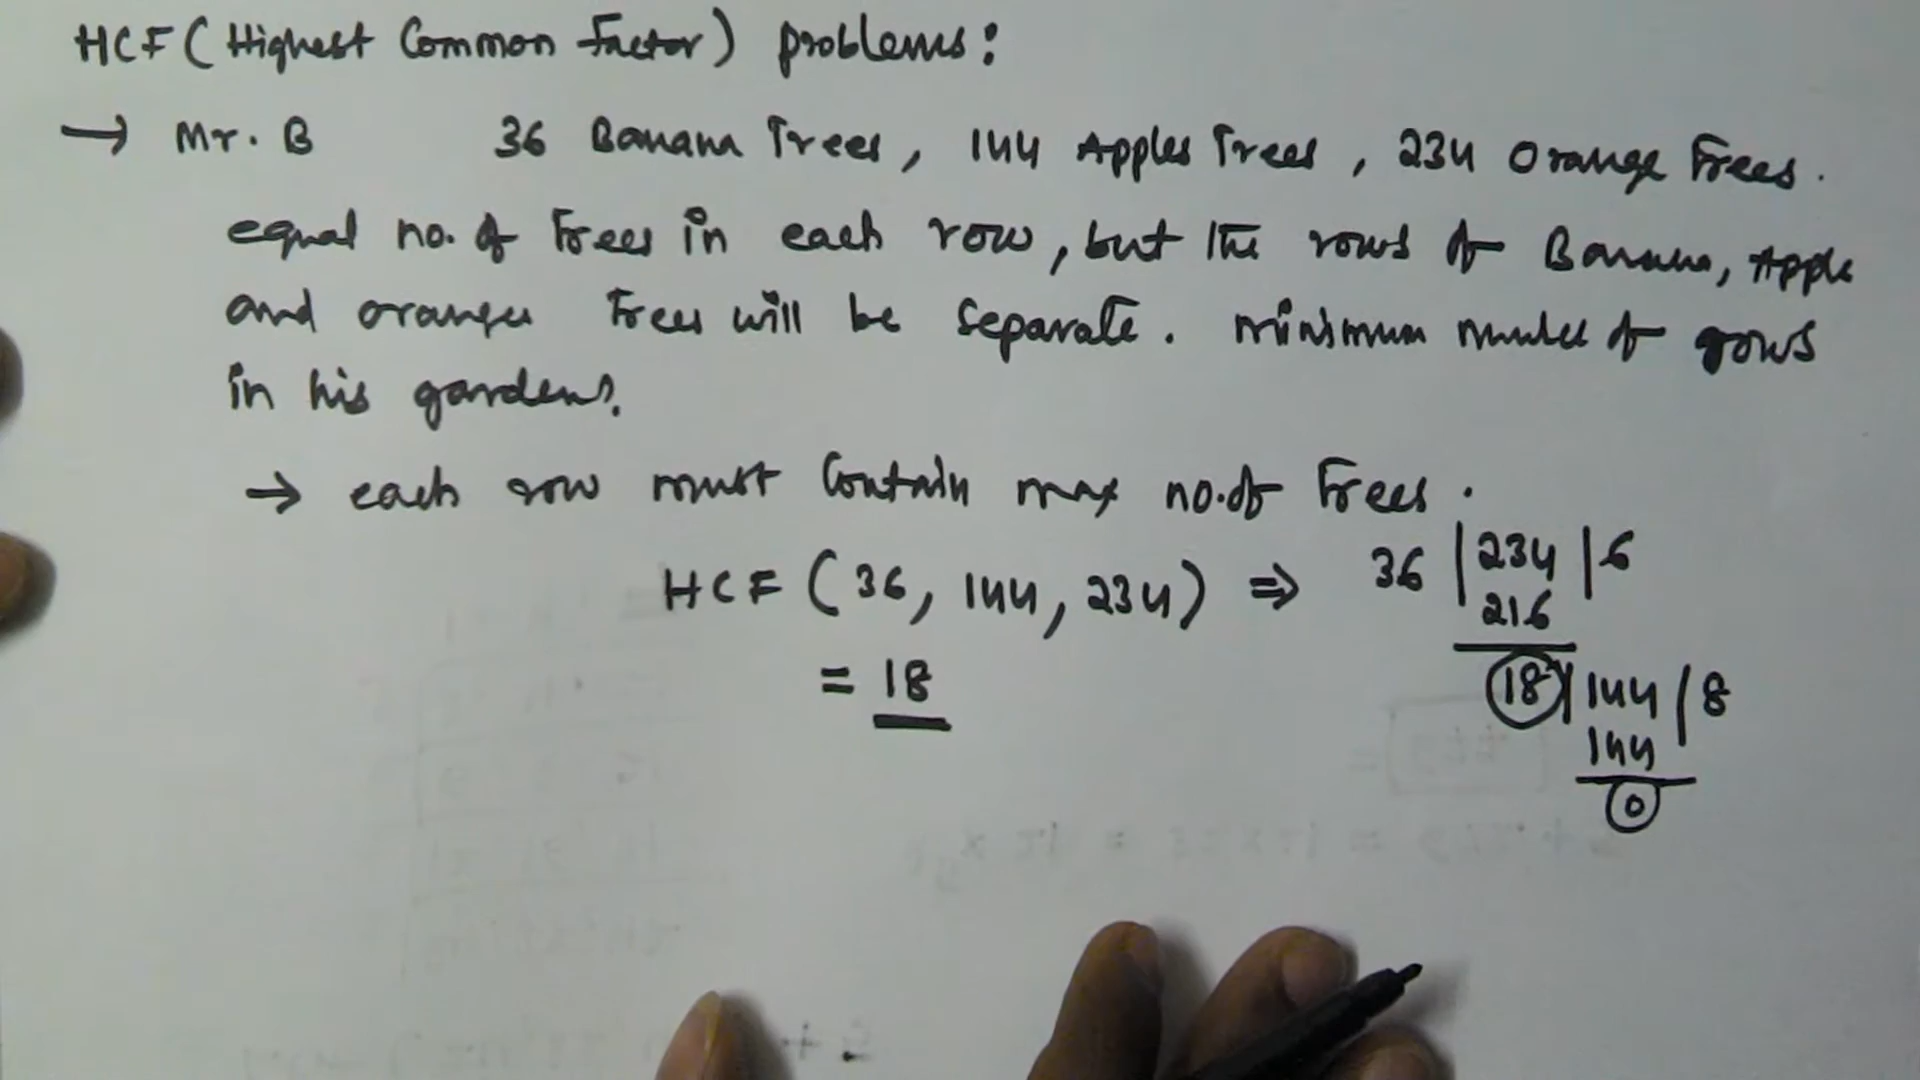 HCF (Highest Common Factor) problems:
→ Mr. B 36 Banana Trees, 144 Apples Trees, 234 Orange Trees.
equal no. of Trees in each row, but the rows of Banana, Apple
and oranges Trees will be separate. minimum number of rows
in his gardens.
→ each row must contain max no. of Trees.
HCF (36, 144, 234) ⇒ 36 | 234 | 6
216
= 18
18 | 144 | 8
144
0